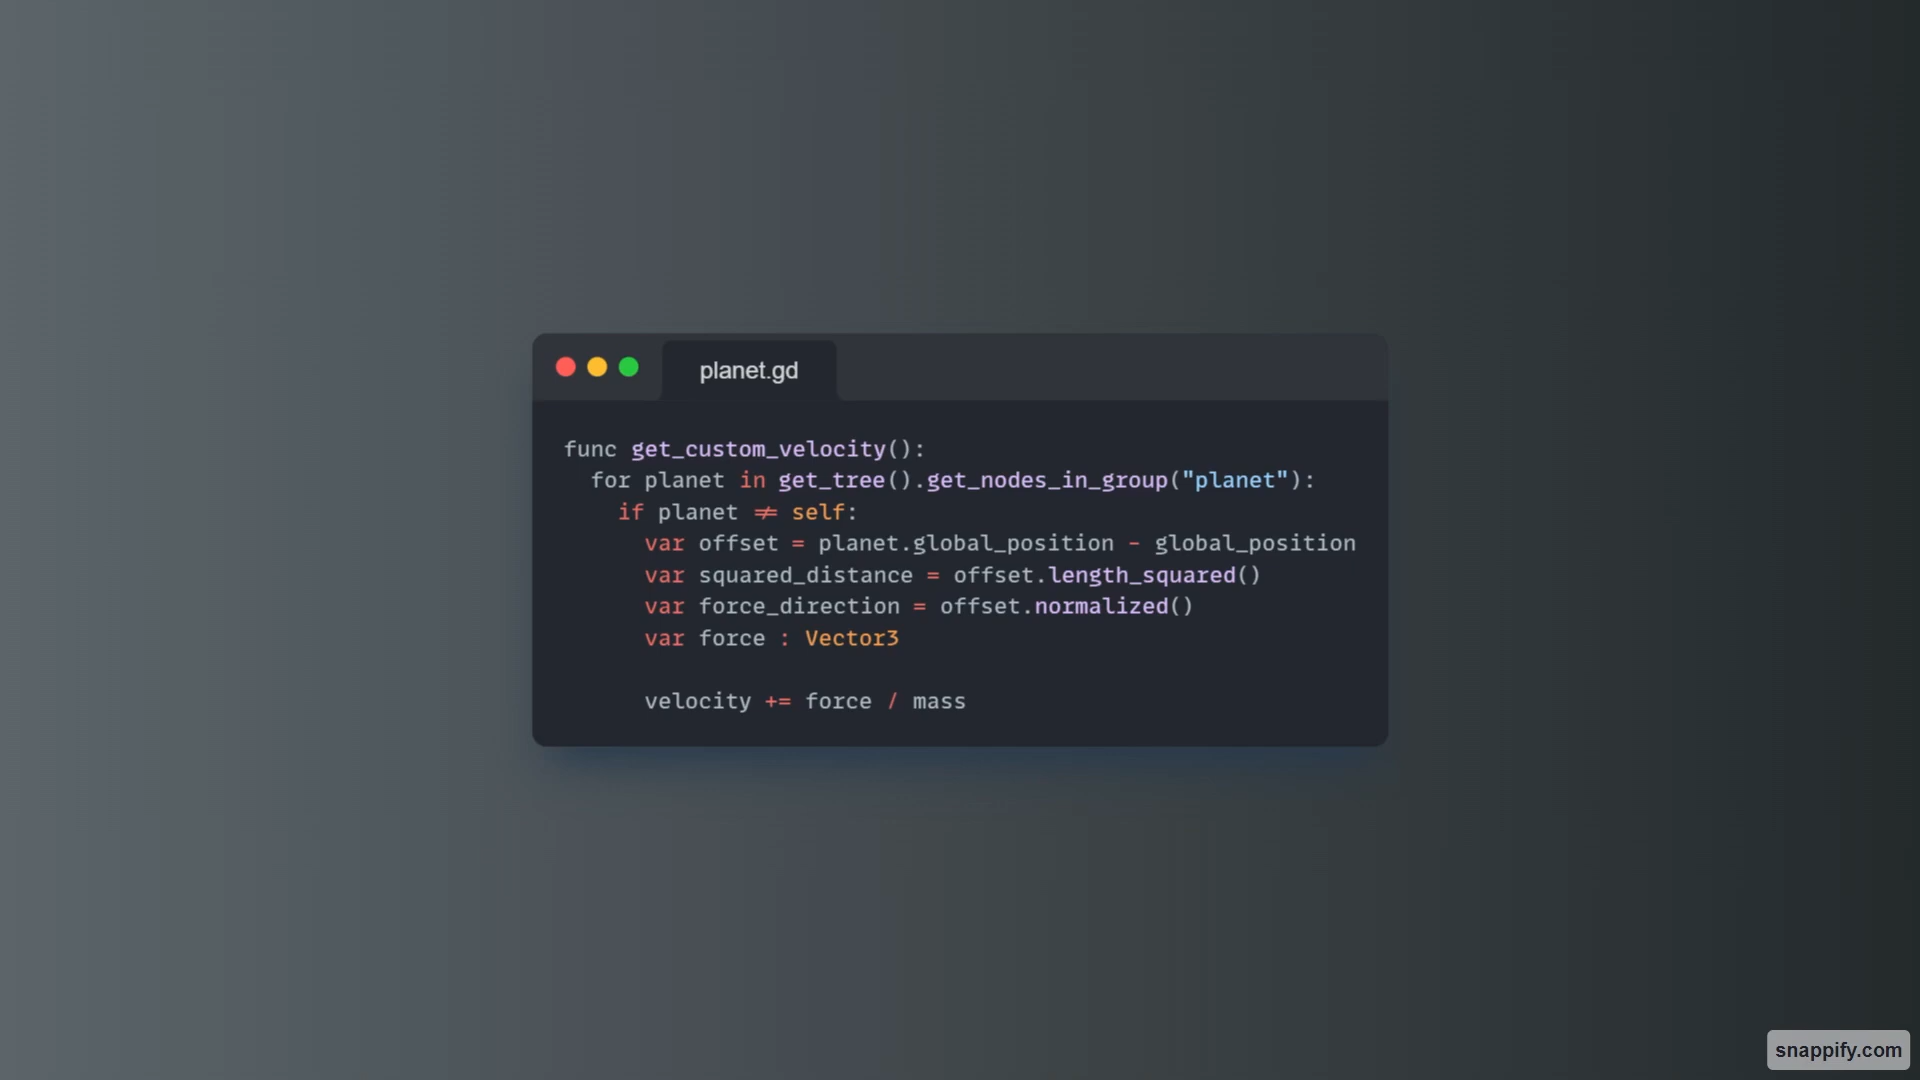 planet.gd
func get_custom_velocity():
  for planet in get_tree().get_nodes_in_group("planet"):
    if planet != self:
      var offset = planet.global_position - global_position
      var squared_distance = offset.length_squared()
      var force_direction = offset.normalized()
      var force : Vector3

      velocity += force / mass
snappify.com